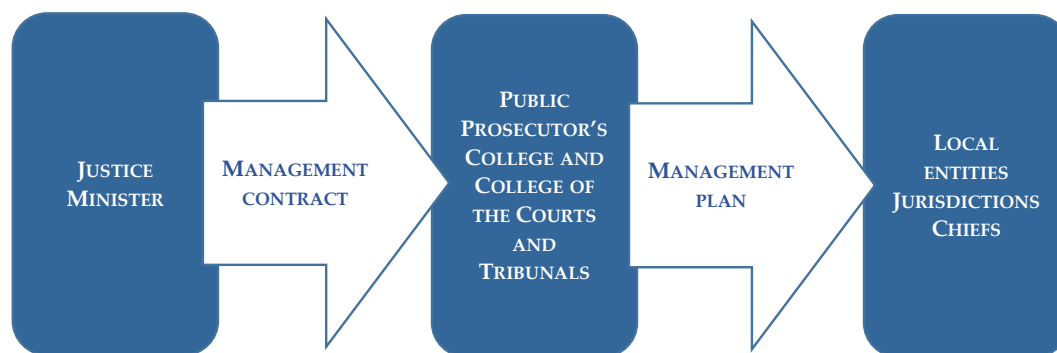 JUSTICE
MINISTER
MANAGEMENT
CONTRACT
PUBLIC
PROSECUTOR'S
COLLEGE AND
COLLEGE OF
THE COURTS
AND
TRIBUNALS
MANAGEMENT
PLAN
LOCAL
ENTITIES
JURISDICTIONS
CHIEFS